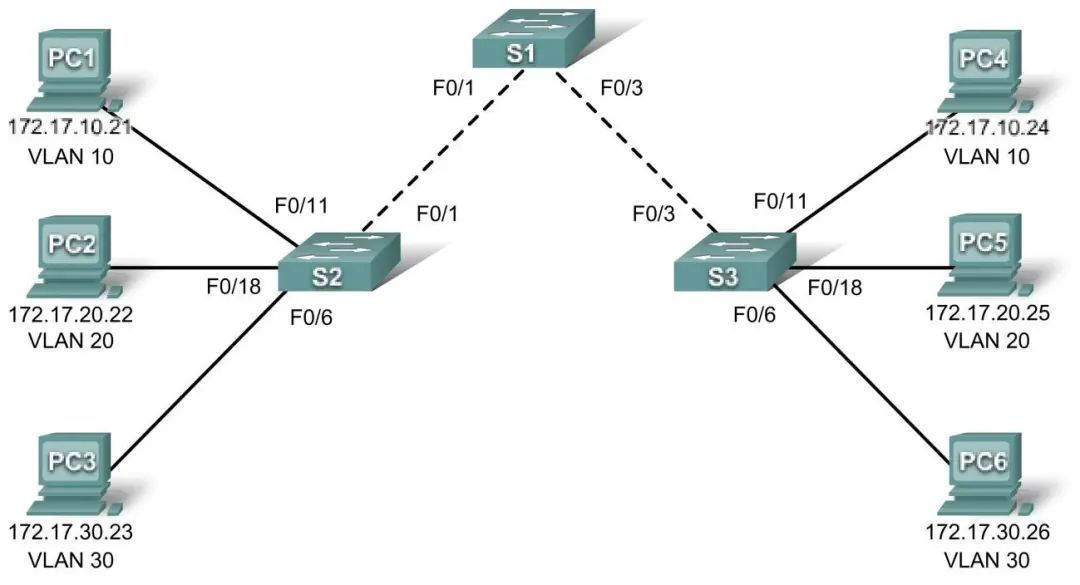 S1
F0/1
F0/3
PC1
172.17.10.21
VLAN 10
PC4
172.17.10.24
VLAN 10
F0/11
F0/1
F0/3
F0/11
PC2
172.17.20.22
VLAN 20
F0/18
S2
F0/6
S3
F0/18
F0/6
PC5
172.17.20.25
VLAN 20
PC3
172.17.30.23
VLAN 30
PC6
172.17.30.26
VLAN 30